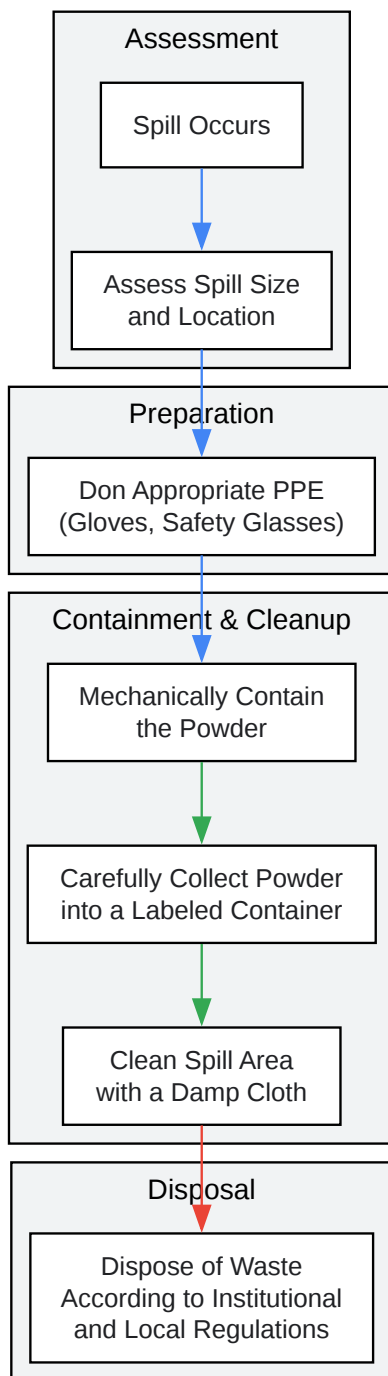 Assessment
Spill Occurs
Assess Spill Size
and Location
Preparation
Don Appropriate PPE
(Gloves, Safety Glasses)
Containment & Cleanup
Mechanically Contain
the Powder
Carefully Collect Powder
into a Labeled Container
Clean Spill Area
with a Damp Cloth
Disposal
Dispose of Waste
According to Institutional
and Local Regulations